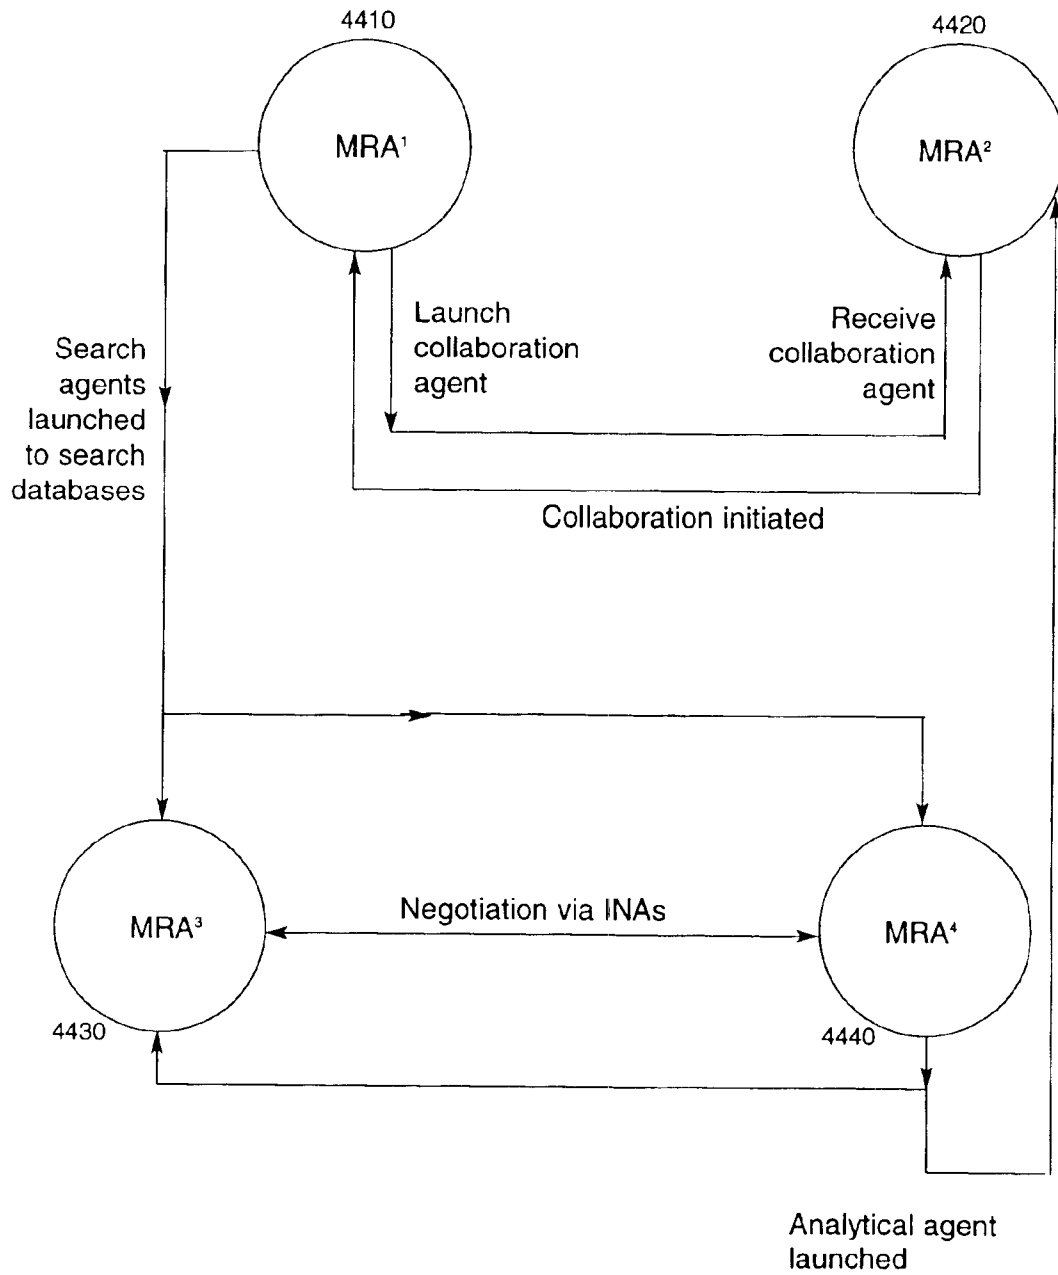 4410
4420
MRA¹
MRA²
Launch
collaboration
agent
Receive
collaboration
agent
Search
agents
launched
to search
databases
Collaboration initiated
Negotiation via INAs
MRA³
MRA⁴
4430
4440
Analytical agent
launched